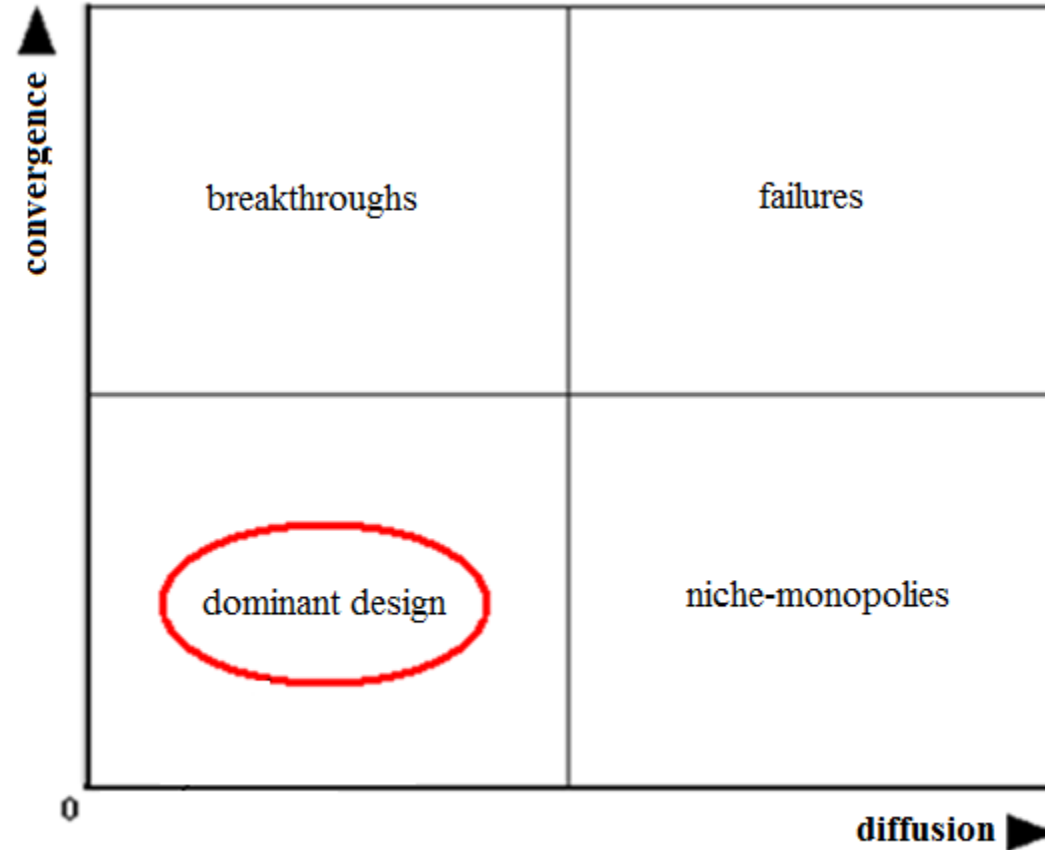 convergence
breakthroughs
failures
dominant design
niche-monopolies
0
diffusion